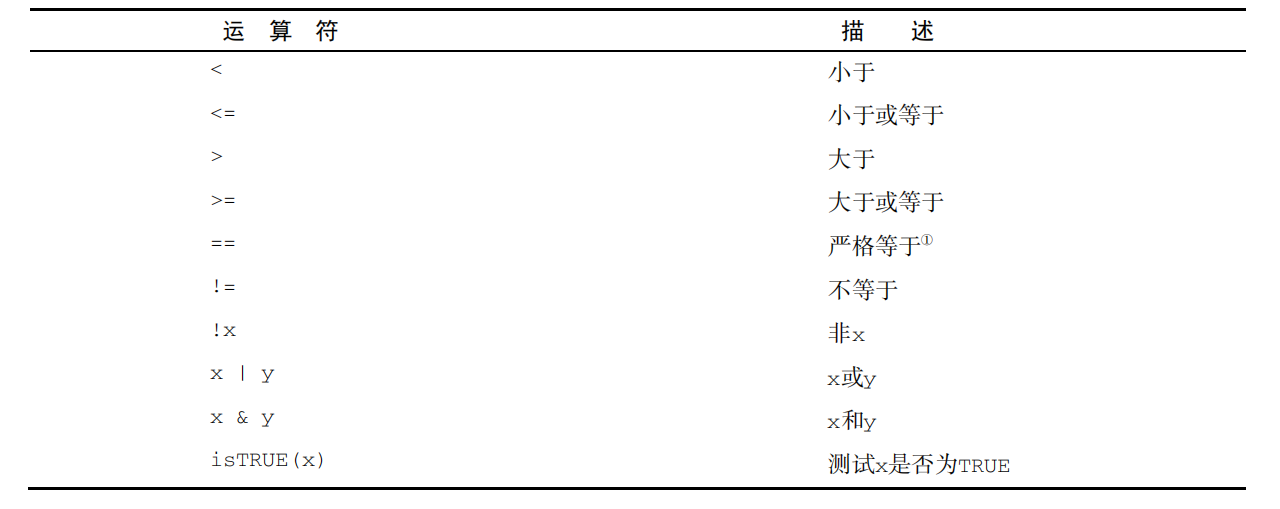 运 算 符 描 述
< 小于
<= 小于或等于
> 大于
>= 大于或等于
== 严格等于①
!= 不等于
!x 非x
x | y x或y
x & y x和y
isTRUE(x) 测试x是否为TRUE